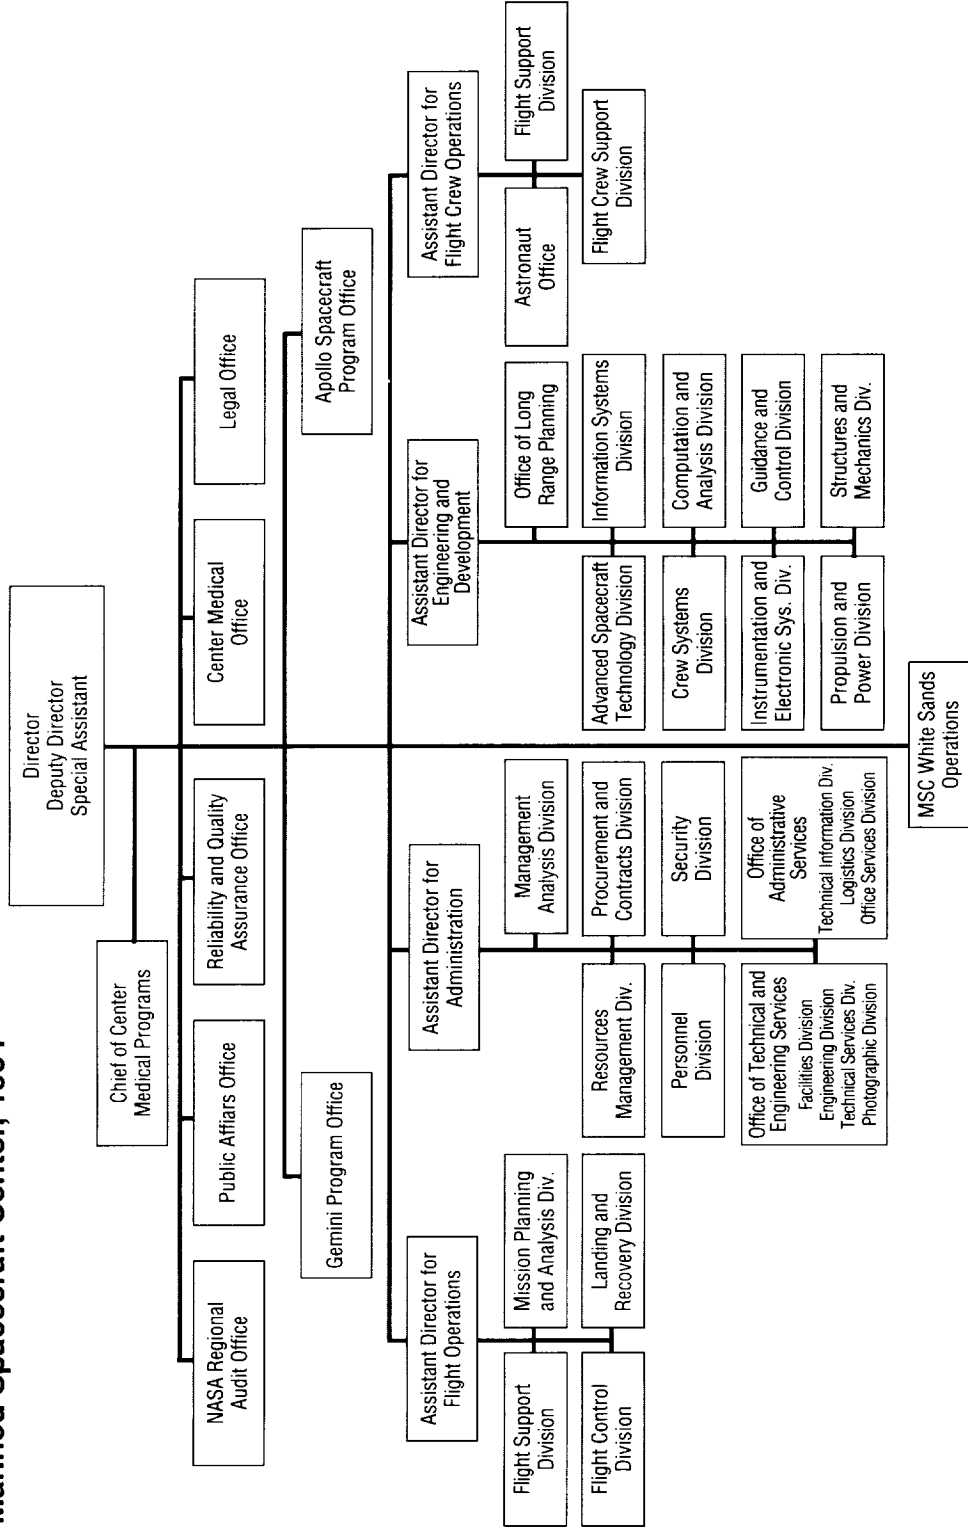 Manned Spacecraft Center,
Director
Deputy Director
Special Assistant
Chief of Center
Medical Programs
NASA Regional
Audit Office
Public Affiars Office
Reliability and Quality
Assurance Office
Center Medical
Office
Legal Office
Gemini Program Office
Apollo Spacecraft
Program Office
Assistant Director for
Flight Operations
Flight Support
Division
Mission Planning
and Analysis Div.
Flight Control
Division
Landing and
Recovery Division
Assistant Director for
Administration
Management
Analysis Division
Resources
Management Div.
Procurement and
Contracts Division
Personnel
Division
Security
Division
Office of Technical and
Engineering Services
Facilities Division
Engineering Division
Technical Services Div.
Photographic Division
Office of
Administrative
Services
Technical Information Div.
Logistics Division
Office Services Division
Assistant Director for
Engineering and
Development
Office of Long
Range Planning
Advanced Spacecraft
Technology Division
Information Systems
Division
Crew Systems
Division
Computation and
Analysis Division
Instrumentation and
Electronic Sys. Div.
Guidance and
Control Division
Propulsion and
Power Division
Structures and
Mechanics Div.
Assistant Director for
Flight Crew Operations
Astronaut
Office
Flight Support
Division
Flight Crew Support
Division
MSC White Sands
Operations